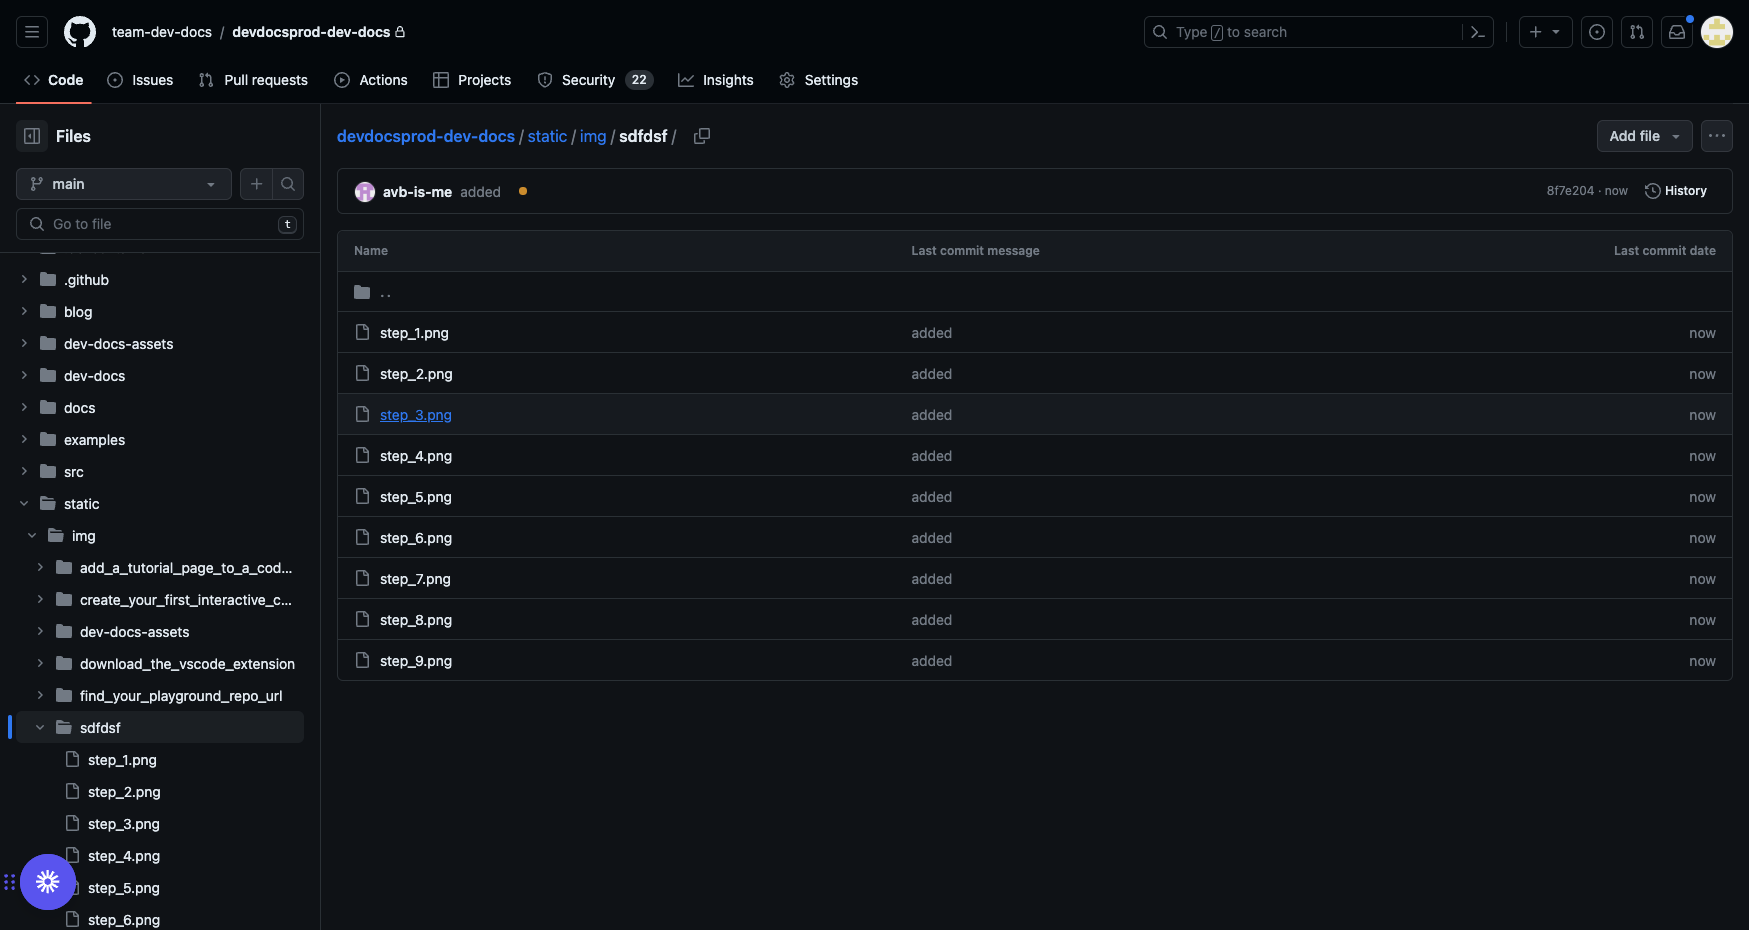 team-dev-docs / devdocsprod-dev-docs
Type / to search
Code
Issues
Pull requests
Actions
Projects
Security 22
Insights
Settings
Files
main
Go to file
t
.github
blog
dev-docs-assets
dev-docs
docs
examples
src
static
img
add_a_tutorial_page_to_a_cod...
create_your_first_interactive_c...
dev-docs-assets
download_the_vscode_extension
find_your_playground_repo_url
sdfdsf
step_1.png
step_2.png
step_3.png
step_4.png
step_5.png
step_6.png
devdocsprod-dev-docs / static / img / sdfdsf /
Add file
avb-is-me added
8f7e204 · now
History
Name Last commit message Last commit date
..
step_1.png added now
step_2.png added now
step_3.png added now
step_4.png added now
step_5.png added now
step_6.png added now
step_7.png added now
step_8.png added now
step_9.png added now